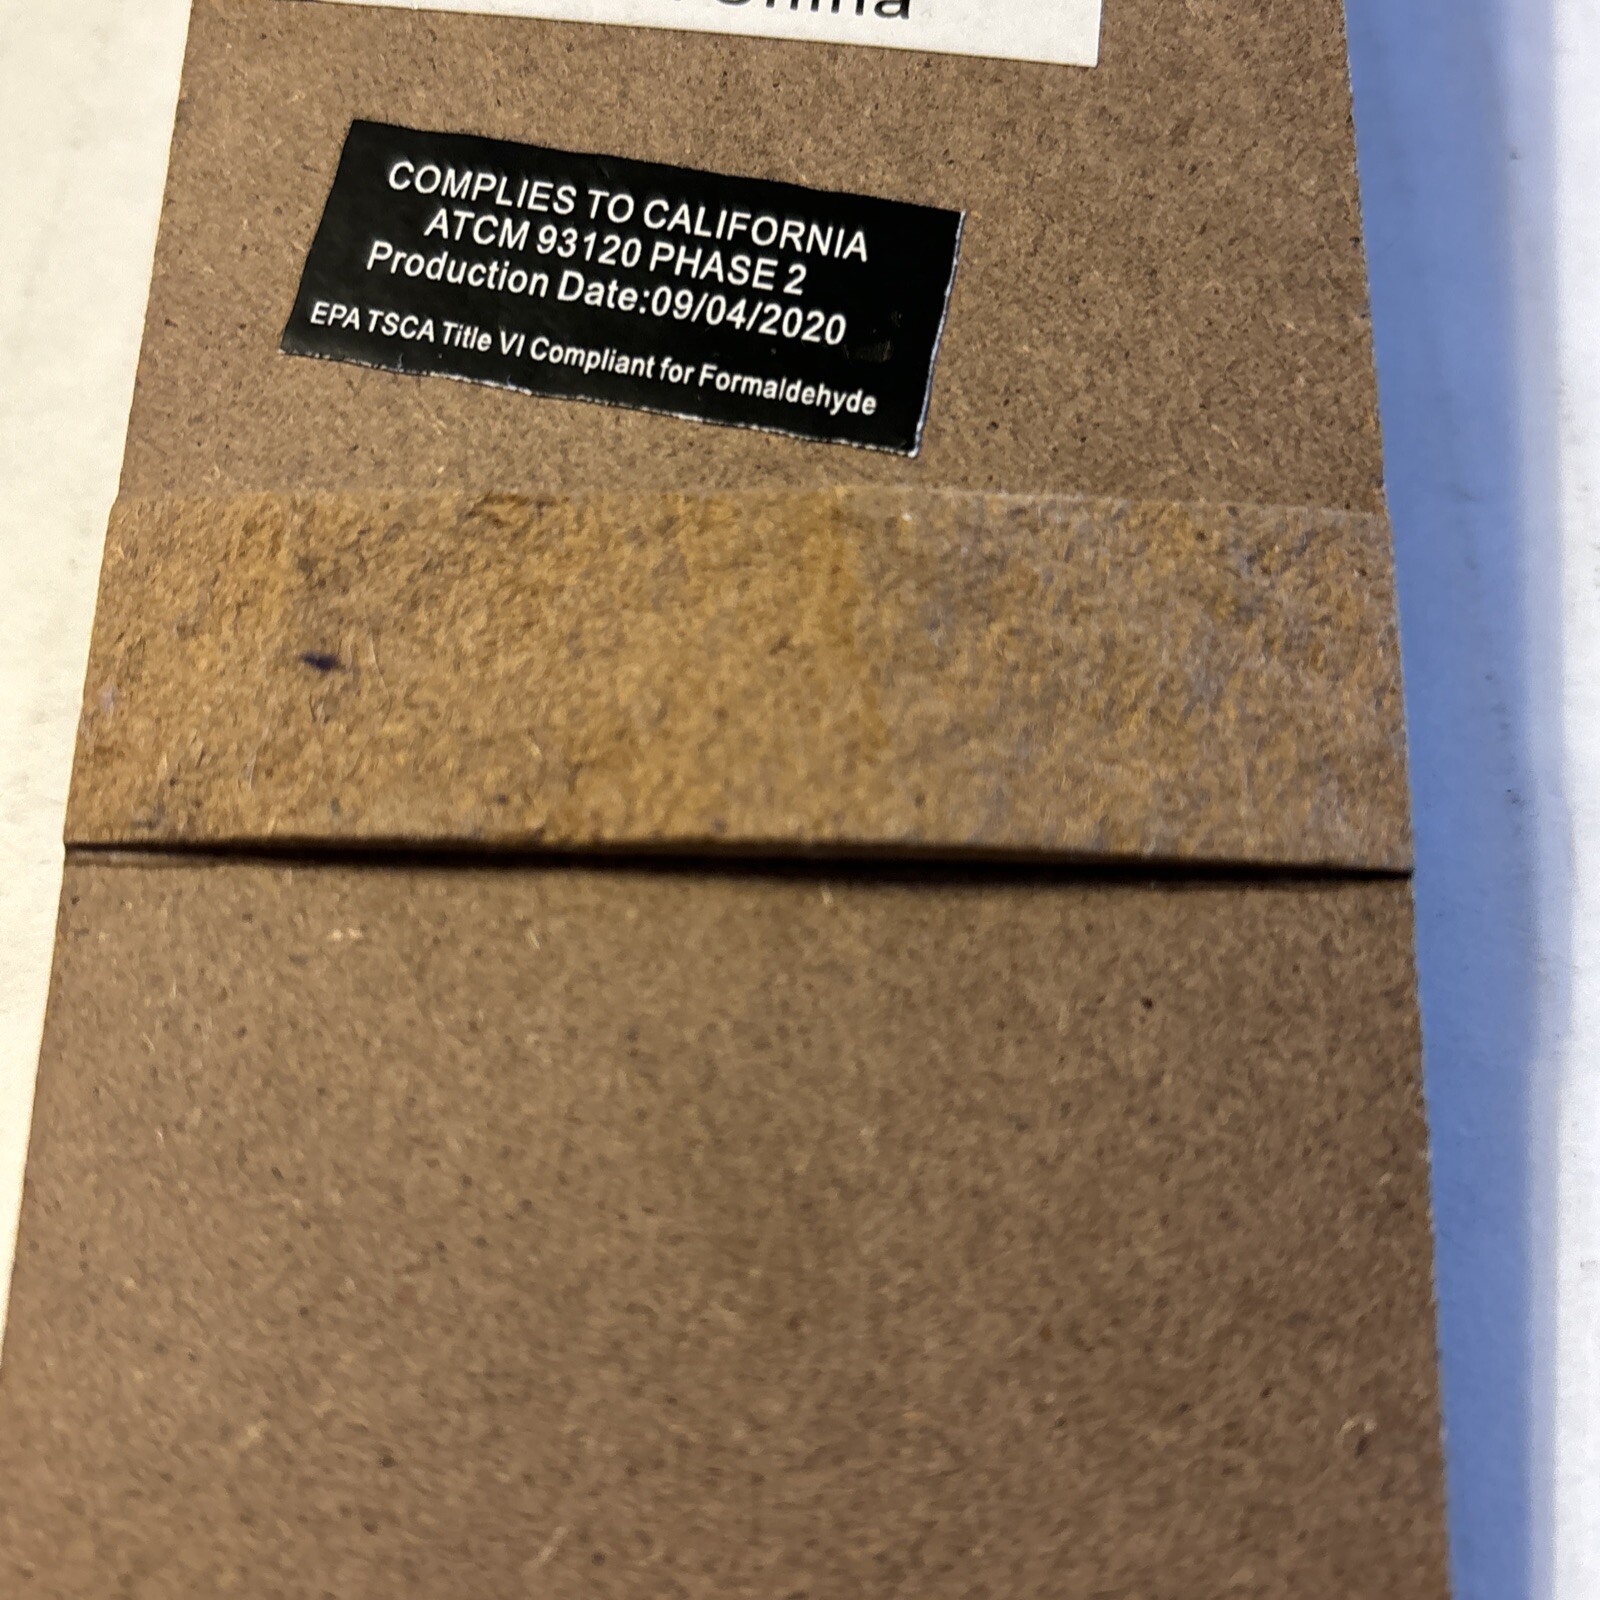 China
COMPLIES TO CALIFORNIA
ATCM 93120 PHASE 2
Production Date:09/04/2020
EPA TSCA Title VI Compliant for Formaldehyde